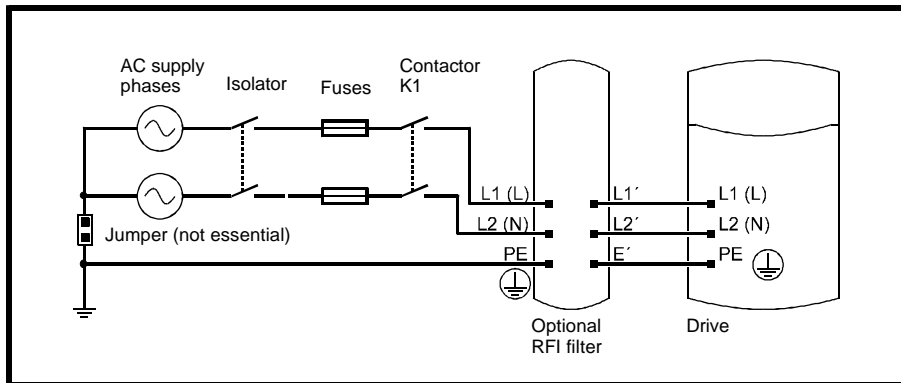 AC supply
phases
Isolator
Fuses
Contactor
K1
L1 (L)
L1´
L1 (L)
L2 (N)
L2´
L2 (N)
Jumper (not essential)
PE
E´
PE
Optional
RFI filter
Drive